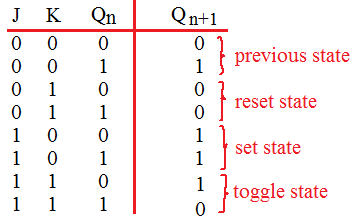 J K Qn Qn+1
0 0 0 0
0 0 1 1 previous state
0 1 0 0
0 1 1 0 reset state
1 0 0 1
1 0 1 1 set state
1 1 0 1
1 1 1 0 toggle state